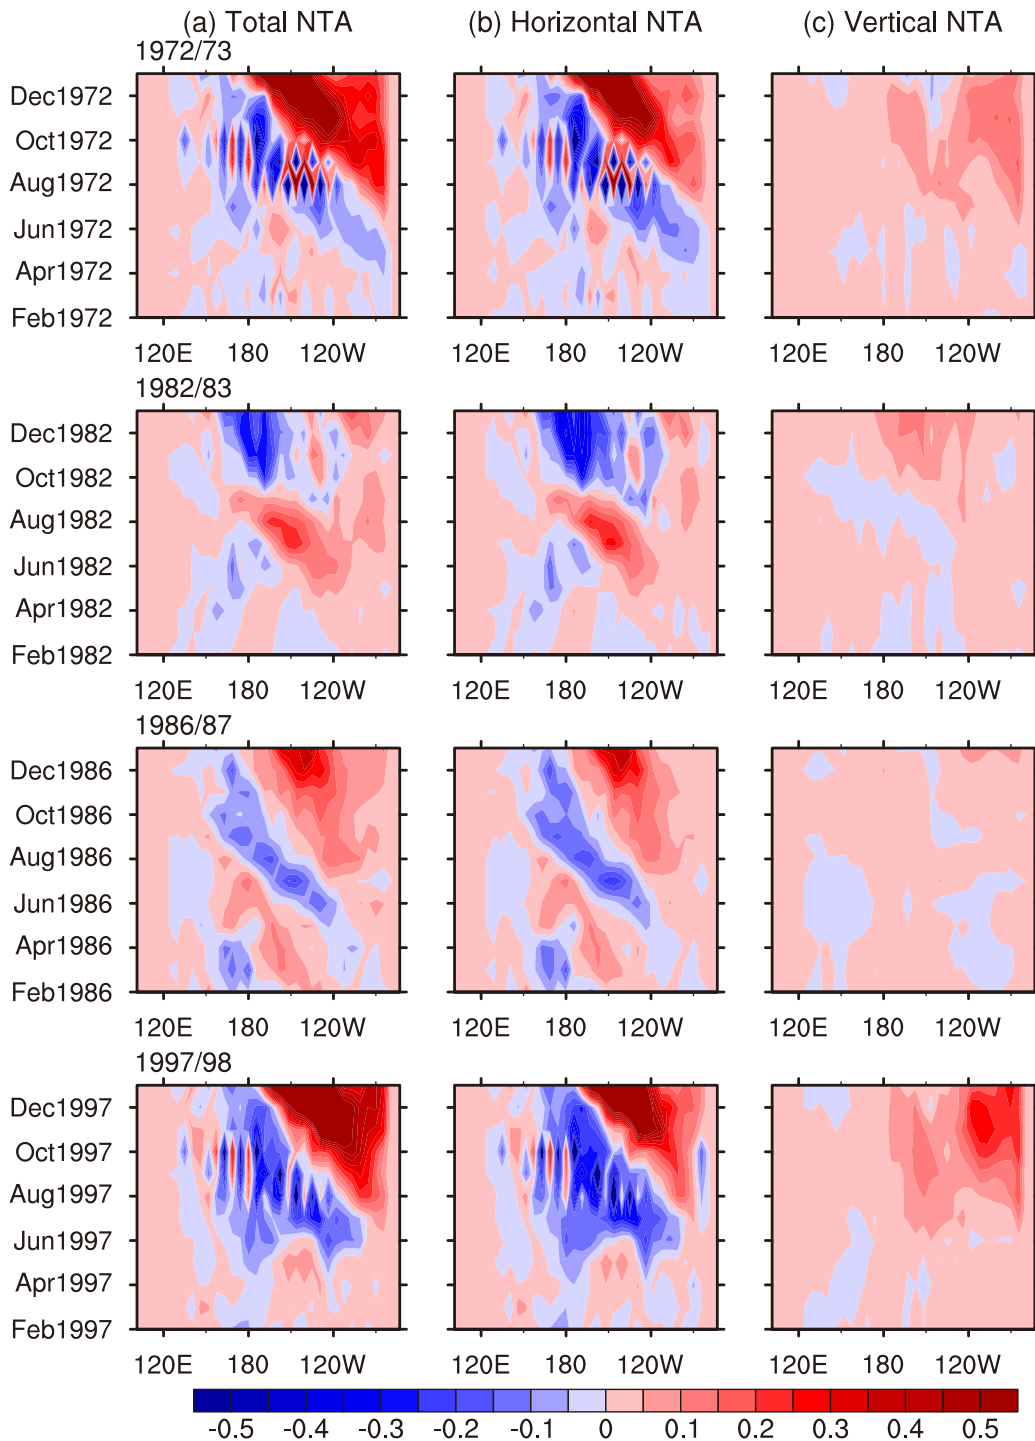 (a) Total NTA (b) Horizontal NTA (c) Vertical NTA
1972/73
Dec1972
Oct1972
Aug1972
Jun1972
Apr1972
Feb1972
120E 180 120W 120E 180 120W 120E 180 120W
1982/83
Dec1982
Oct1982
Aug1982
Jun1982
Apr1982
Feb1982
120E 180 120W 120E 180 120W 120E 180 120W
1986/87
Dec1986
Oct1986
Aug1986
Jun1986
Apr1986
Feb1986
120E 180 120W 120E 180 120W 120E 180 120W
1997/98
Dec1997
Oct1997
Aug1997
Jun1997
Apr1997
Feb1997
120E 180 120W 120E 180 120W 120E 180 120W
-0.5 -0.4 -0.3 -0.2 -0.1 0 0.1 0.2 0.3 0.4 0.5